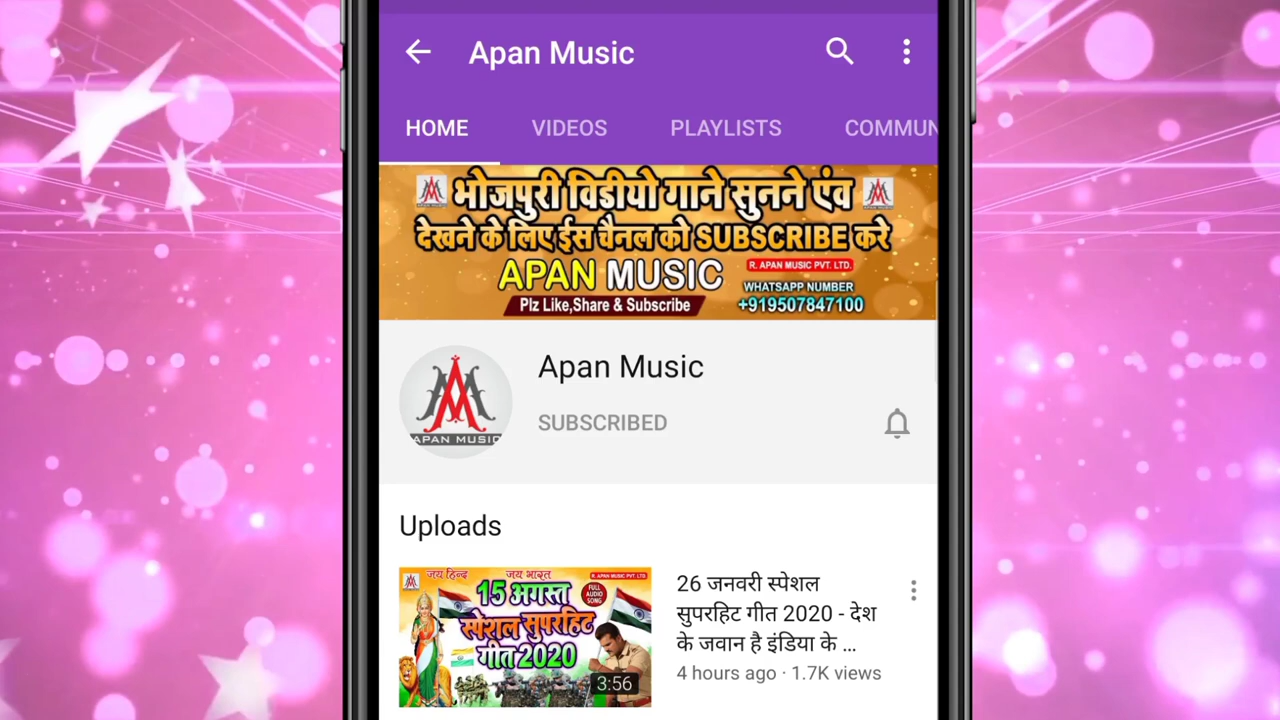 Apan Music
HOME VIDEOS PLAYLISTS COMMUN
भोजपुरी विडीयो गाने सुनने एंव
देखने के लिए ईस चैनल को SUBSCRIBE करे
APAN MUSIC
R. APAN MUSIC PVT. LTD.
WHATSAPP NUMBER
Plz Like,Share & Subscribe
+919507847100
Apan Music
SUBSCRIBED
APAN MUSIC
Uploads
जय हिन्द जय भारत
R. APAN MUSIC PVT. LTD
15 अगस्त
FULL AUDIO SONG
स्पेशल सुपरहिट
गीत 2020
3:56
26 जनवरी स्पेशल
सुपरहिट गीत 2020 - देश
के जवान है इंडिया के ...
4 hours ago · 1.7K views